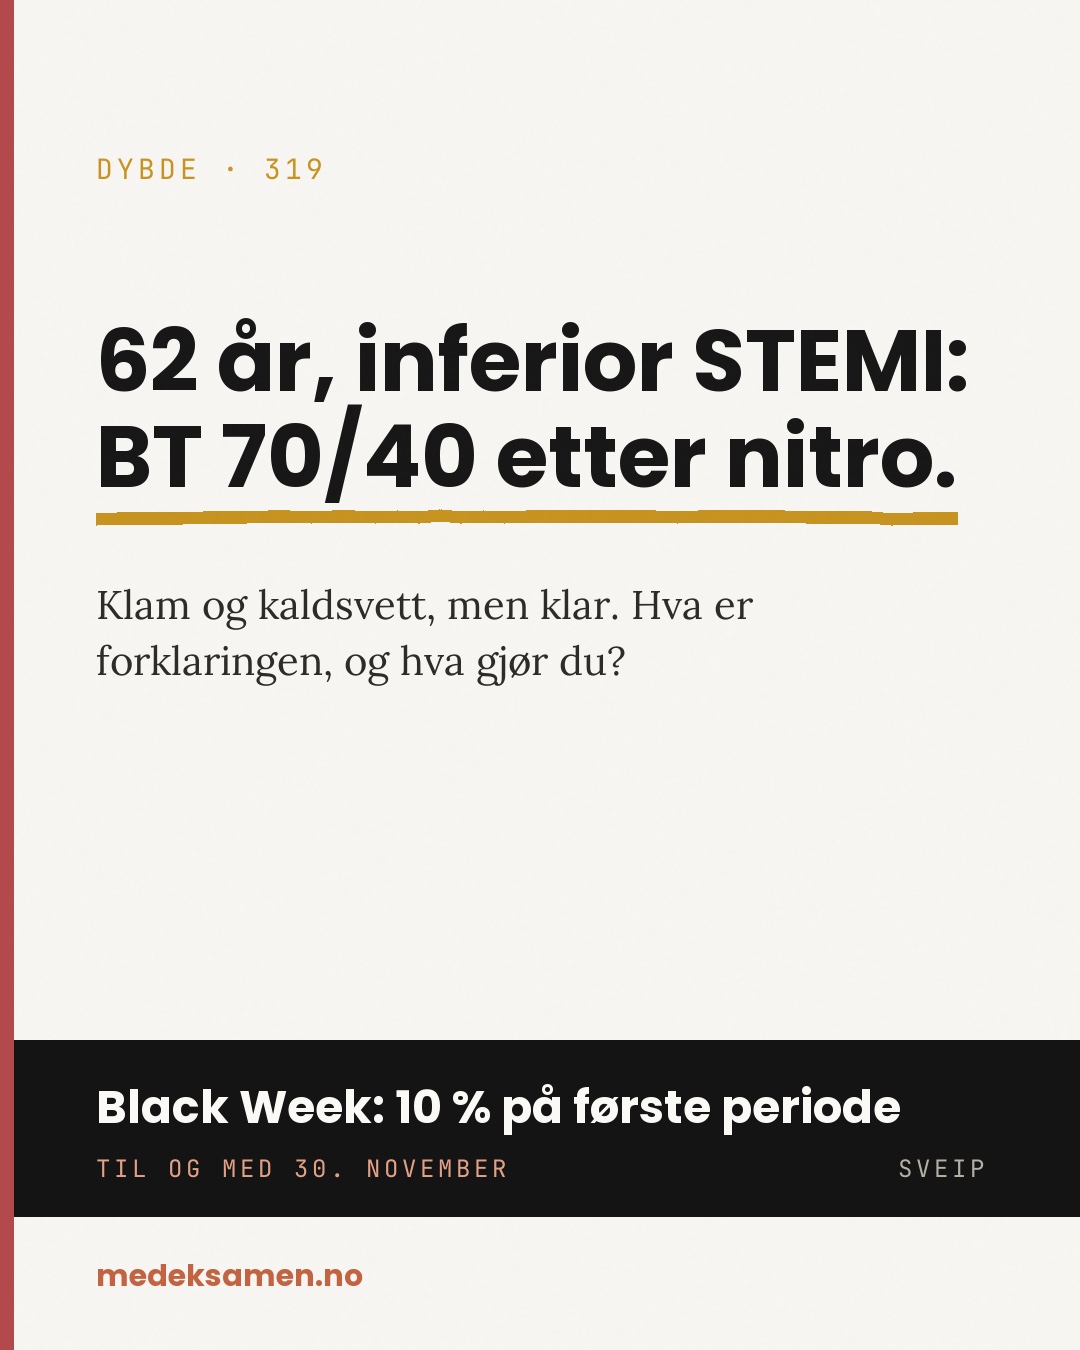 DYBDE · 319
62 år, inferior STEMI:
BT 70/40 etter nitro.
Klam og kaldsvett, men klar. Hva er
forklaringen, og hva gjør du?
Black Week: 10 % på første periode
TIL OG MED 30. NOVEMBER
SVEIP
medeksamen.no